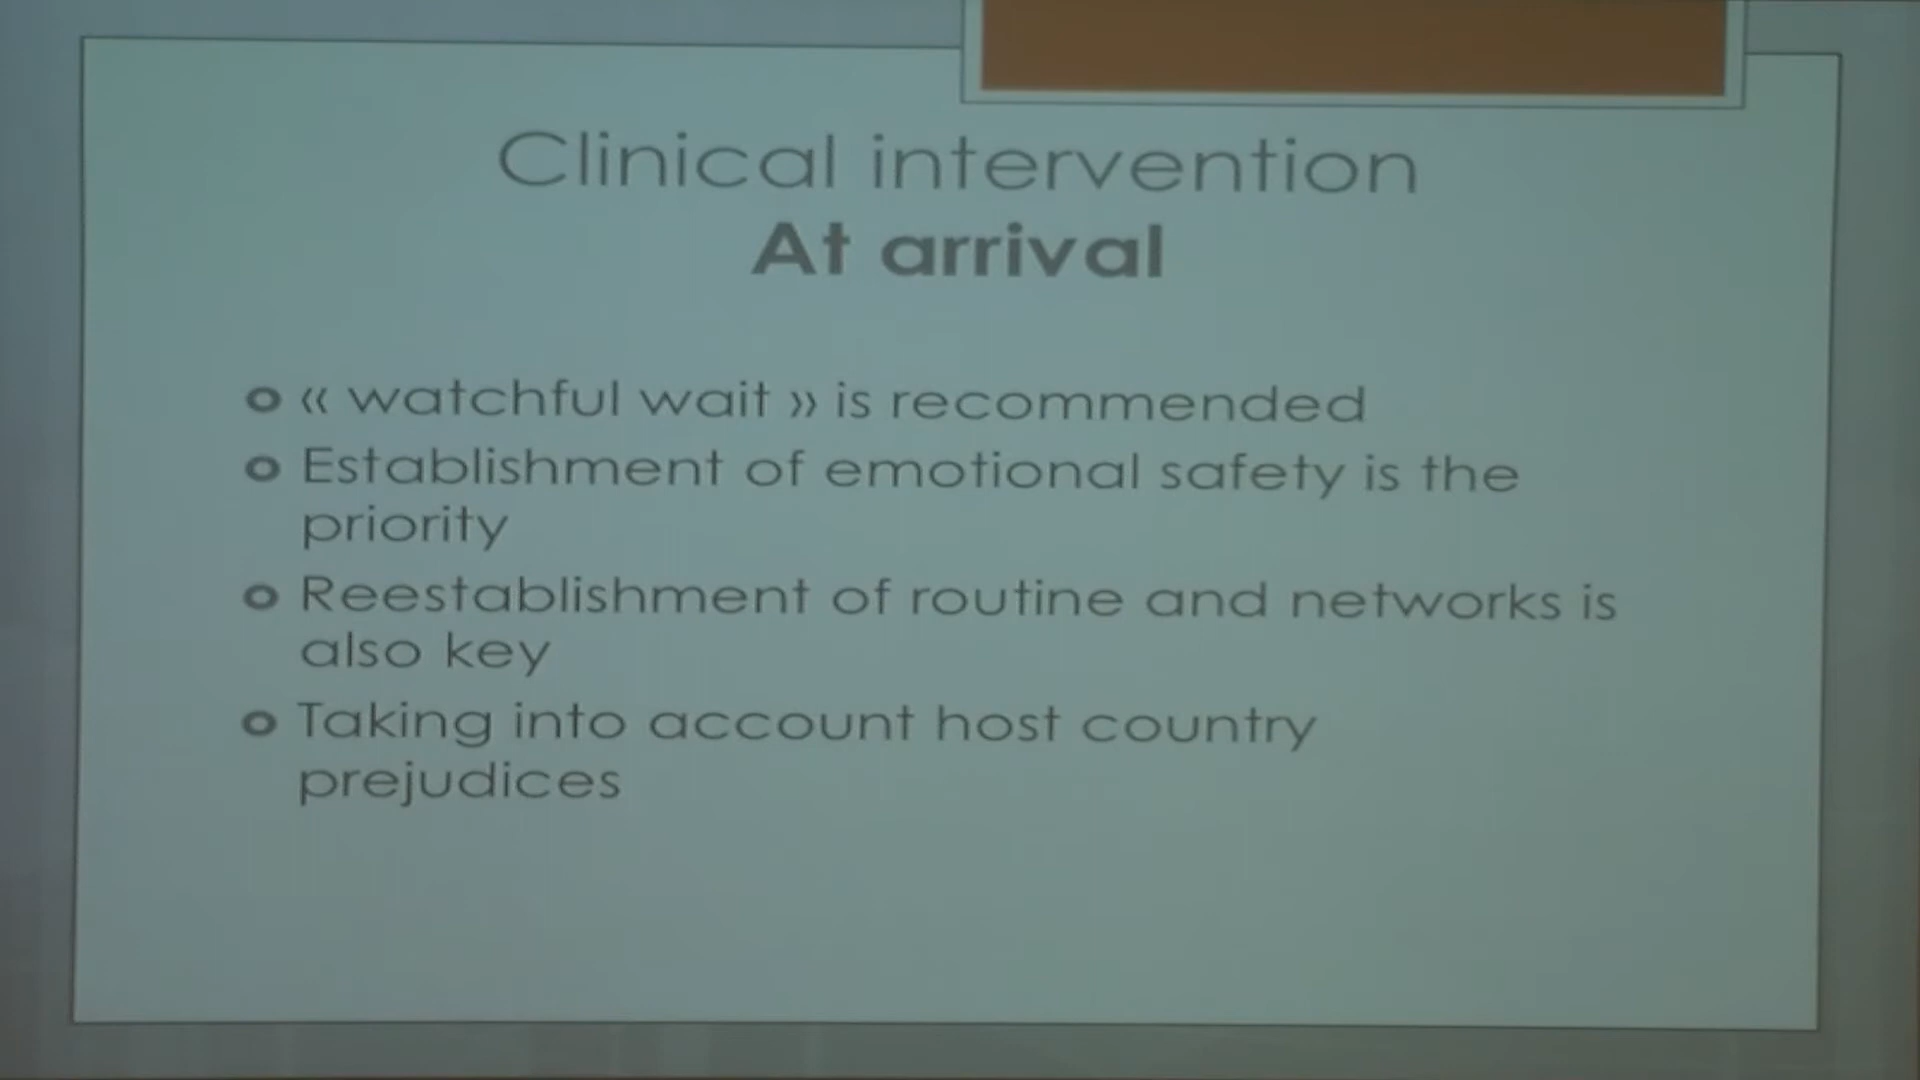 Clinical intervention
At arrival
« watchful wait » is recommended
Establishment of emotional safety is the
priority
Reestablishment of routine and networks is
also key
Taking into account host country
prejudices